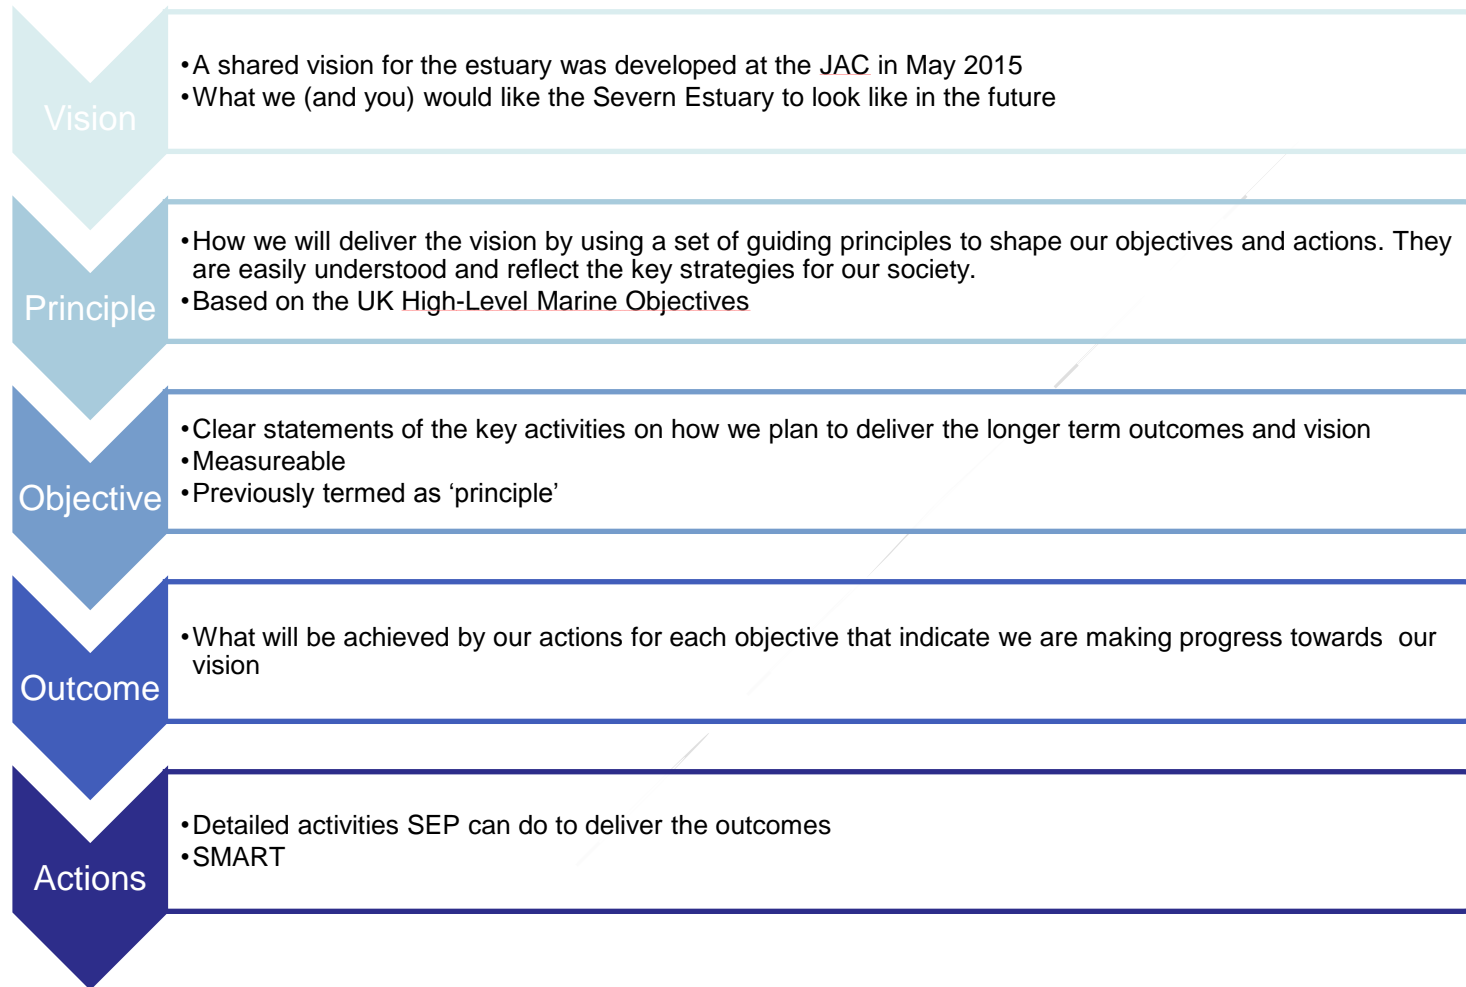 Vision
•A shared vision for the estuary was developed at the JAC in May 2015
•What we (and you) would like the Severn Estuary to look like in the future
Principle
•How we will deliver the vision by using a set of guiding principles to shape our objectives and actions. They
are easily understood and reflect the key strategies for our society.
•Based on the UK High-Level Marine Objectives
Objective
•Clear statements of the key activities on how we plan to deliver the longer term outcomes and vision
•Measureable
•Previously termed as ‘principle’
Outcome
•What will be achieved by our actions for each objective that indicate we are making progress towards  our
vision
Actions
•Detailed activities SEP can do to deliver the outcomes
•SMART